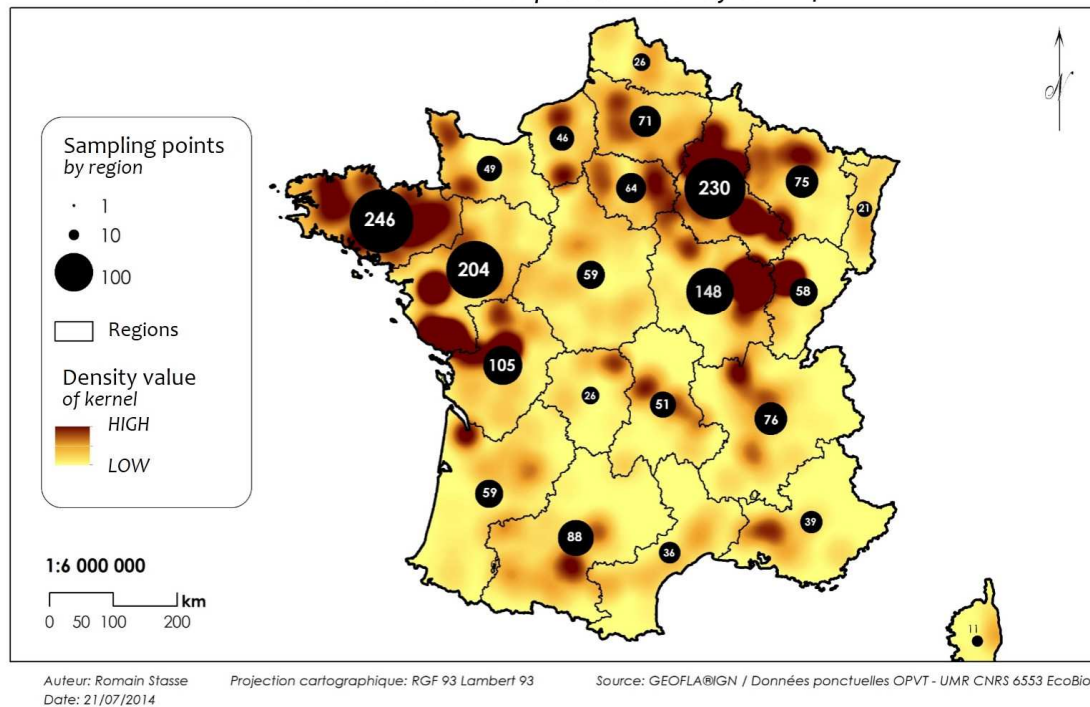 26
71
46
49
64
230
75
21
246
204
59
148
58
105
26
51
76
59
88
36
39
11
N
Sampling points
by region
1
10
100
Regions
Density value
of kernel
HIGH
LOW
1:6 000 000
km
0 50 100 200
Auteur: Romain Stasse Projection cartographique: RGF 93 Lambert 93 Source: GEOFLA®IGN / Données ponctuelles OPVT - UMR CNRS 6553 EcoBio
Date: 21/07/2014